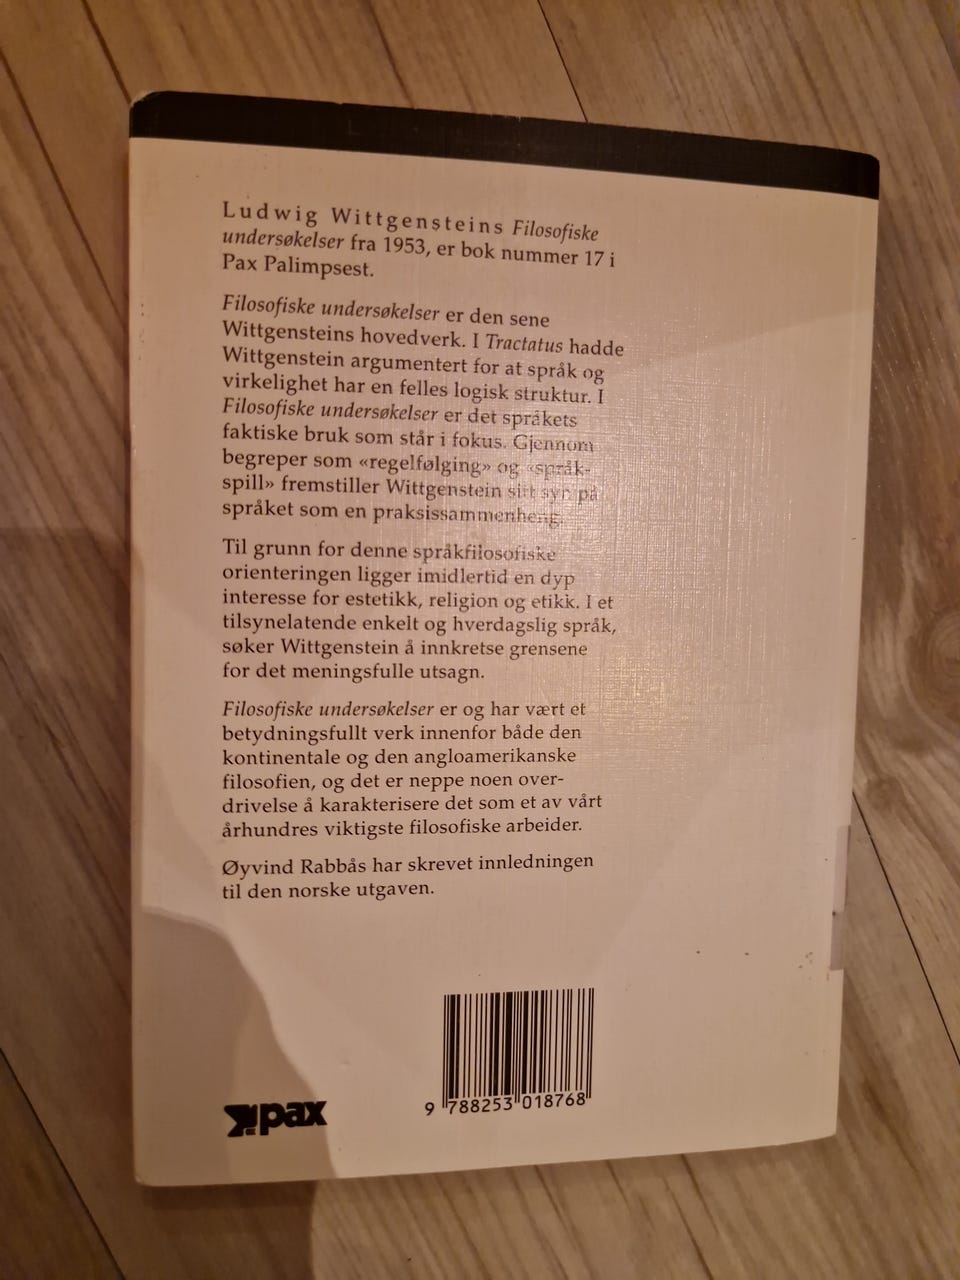 Ludwig Wittgensteins Filosofiske
undersøkelser fra 1953, er bok nummer 17 i
Pax Palimpsest.
Filosofiske undersøkelser er den sene
Wittgensteins hovedverk. I Tractatus hadde
Wittgenstein argumentert for at språk og
virkelighet har en felles logisk struktur. I
Filosofiske undersøkelser er det språkets
faktiske bruk som står i fokus. Gjennom
begreper som «regelfølging» og «språk-
spill» fremstiller Wittgenstein sitt syn på
språket som en praksissammenheng.
Til grunn for denne språkfilosofiske
orienteringen ligger imidlertid en dyp
interesse for estetikk, religion og etikk. I et
tilsynelatende enkelt og hverdagslig språk,
søker Wittgenstein å innkretse grensene
for det meningsfulle utsagn.
Filosofiske undersøkelser er og har vært et
betydningsfullt verk innenfor både den
kontinentale og den angloamerikanske
filosofien, og det er neppe noen over-
drivelse å karakterisere det som et av vårt
århundres viktigste filosofiske arbeider.
Øyvind Rabbås har skrevet innledningen
til den norske utgaven.
pax
9 788253 018768